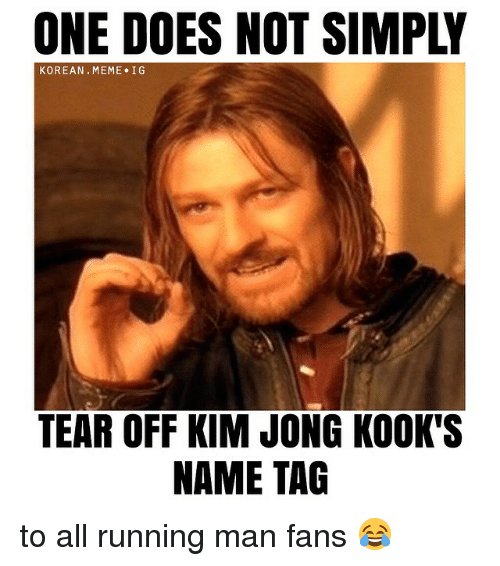 ONE DOES NOT SIMPLY
KOREAN.MEME•IG
TEAR OFF KIM JONG KOOK'S
NAME TAG
to all running man fans 😂